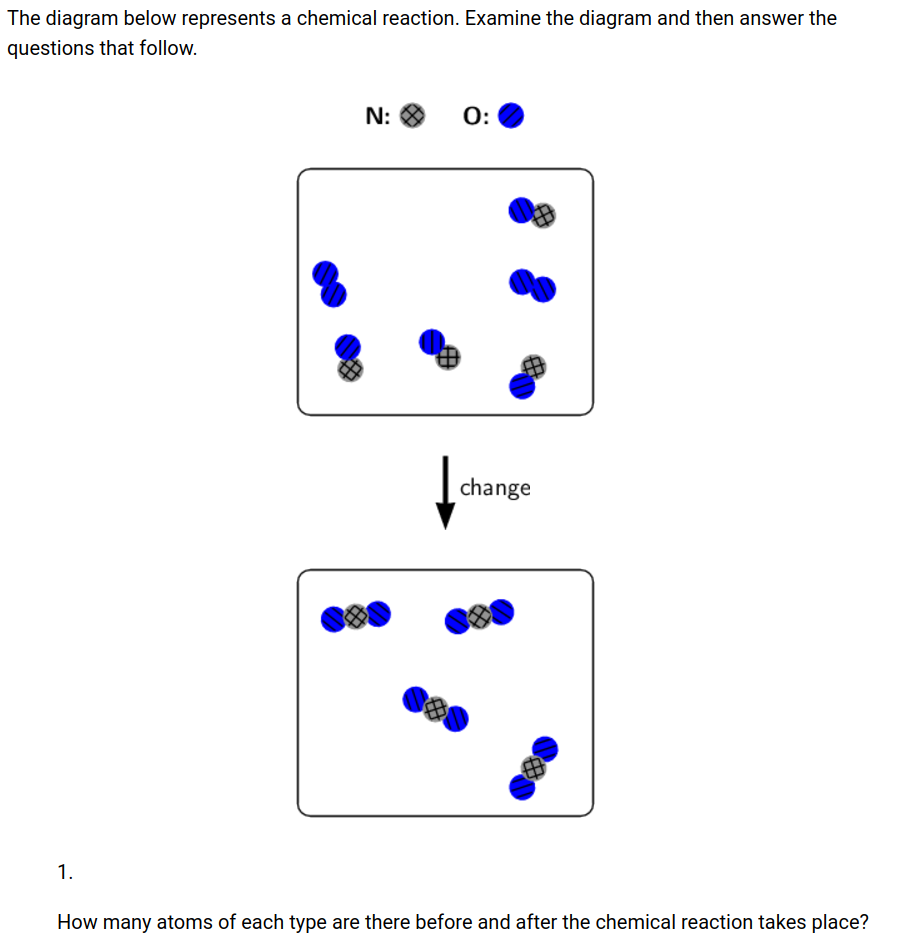 The diagram below represents a chemical reaction. Examine the diagram and then answer the
questions that follow.
N: O:
change
1.
How many atoms of each type are there before and after the chemical reaction takes place?